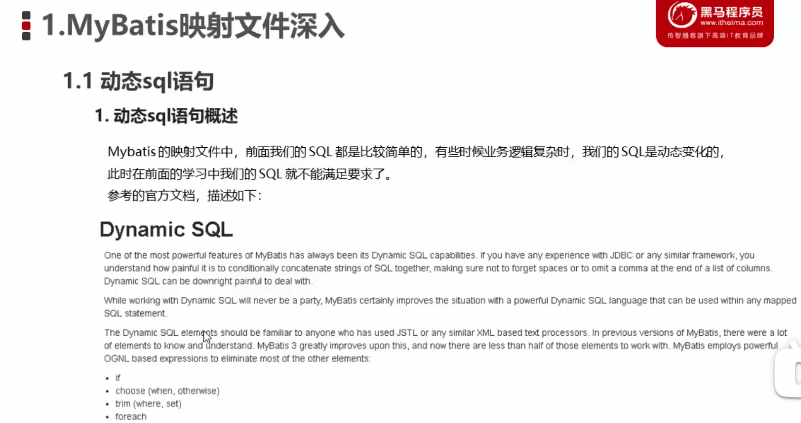 1.MyBatis映射文件深入
黑马程序员
www.itheima.com
传智播客旗下高端IT教育品牌
1.1 动态sql语句
1. 动态sql语句概述
Mybatis 的映射文件中，前面我们的 SQL 都是比较简单的，有些时候业务逻辑复杂时，我们的 SQL是动态变化的，
此时在前面的学习中我们的 SQL 就不能满足要求了。
参考的官方文档，描述如下：
Dynamic SQL
One of the most powerful features of MyBatis has always been its Dynamic SQL capabilities. If you have any experience with JDBC or any similar framework, you
understand how painful it is to conditionally concatenate strings of SQL together, making sure not to forget spaces or to omit a comma at the end of a list of columns.
Dynamic SQL can be downright painful to deal with.
While working with Dynamic SQL will never be a party, MyBatis certainly improves the situation with a powerful Dynamic SQL language that can be used within any mapped
SQL statement.
The Dynamic SQL elements should be familiar to anyone who has used JSTL or any similar XML based text processors. In previous versions of MyBatis, there were a lot
of elements to know and understand. MyBatis 3 greatly improves upon this, and now there are less than half of those elements to work with. MyBatis employs powerful
OGNL based expressions to eliminate most of the other elements:
• if
• choose (when, otherwise)
• trim (where, set)
• foreach